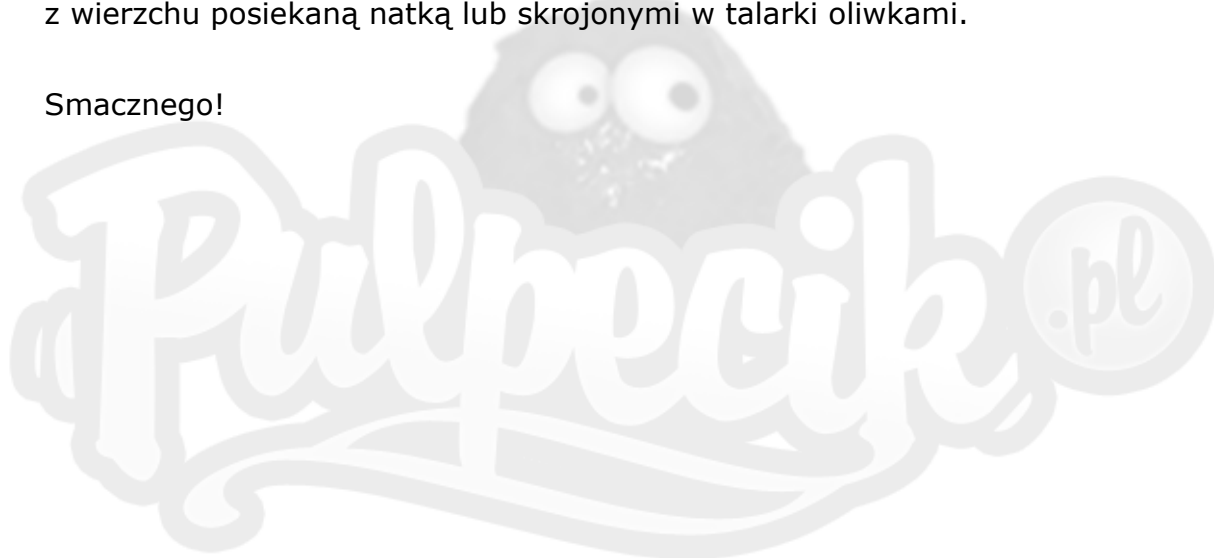 z wierzchu posiekaną natką lub skrojonymi w talarki oliwkami.
Smacznego!
Pulpecik.pl